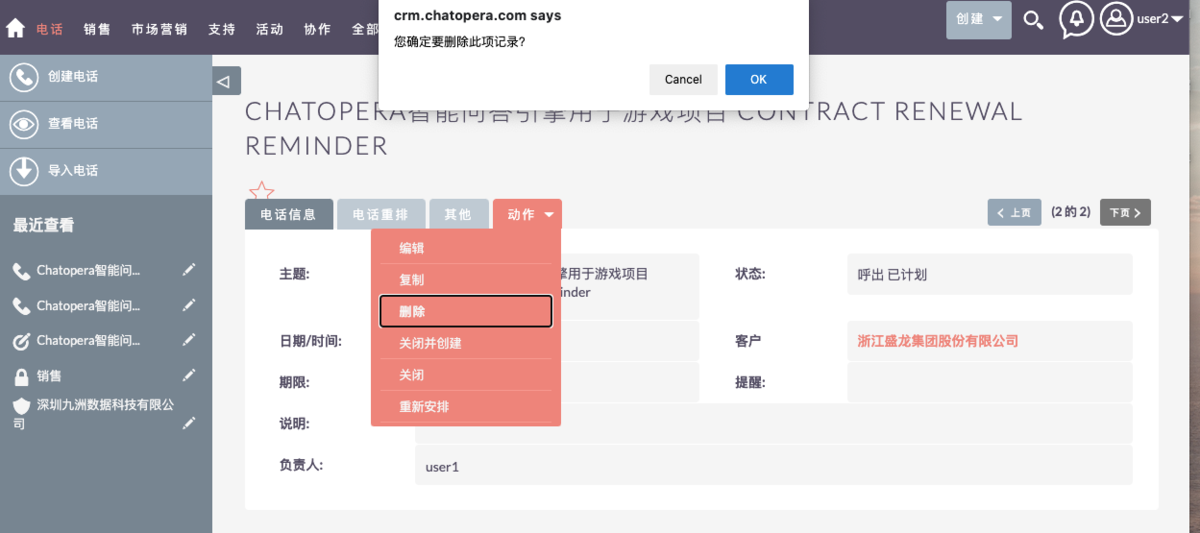 crm.chatopera.com says
您确定要删除此项记录?
Cancel
OK
电话
销售
市场营销
支持
活动
协作
全部
创建
user2
创建电话
查看电话
导入电话
最近查看
Chatopera智能问...
Chatopera智能问...
Chatopera智能问...
销售
深圳九洲数据科技有限公
司
CHATOPERA智能问答引擎用于游戏项目 CONTRACT RENEWAL
REMINDER
电话信息
电话重排
其他
动作
上页
(2 的 2)
下页
编辑
复制
删除
关闭并创建
关闭
重新安排
主题:
擎用于游戏项目
inder
状态:
呼出 已计划
日期/时间:
客户
浙江盛龙集团股份有限公司
期限:
提醒:
说明:
负责人:
user1